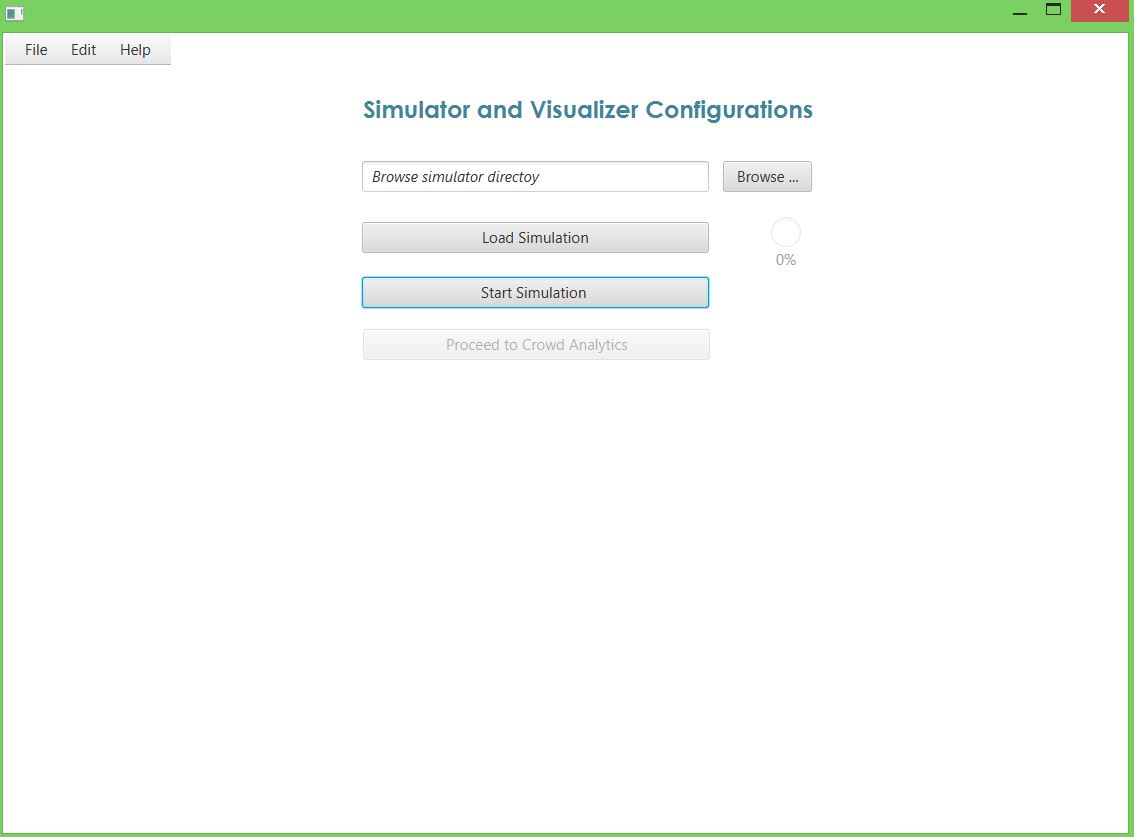 File Edit Help
Simulator and Visualizer Configurations
Browse simulator directoy Browse ...
Load Simulation
0%
Start Simulation
Proceed to Crowd Analytics